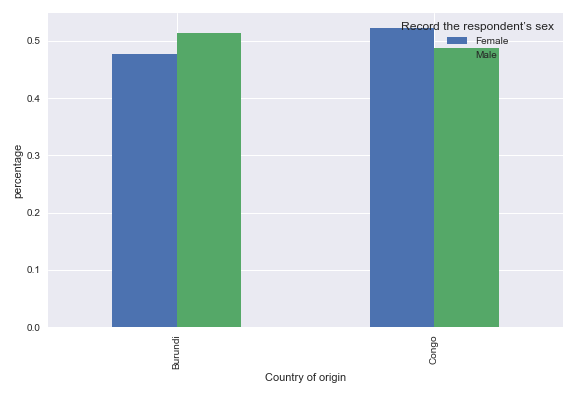 Record the respondent's sex
Female
Male
0.5
0.4
0.3
0.2
0.1
0.0
percentage
Burundi
Congo
Country of origin